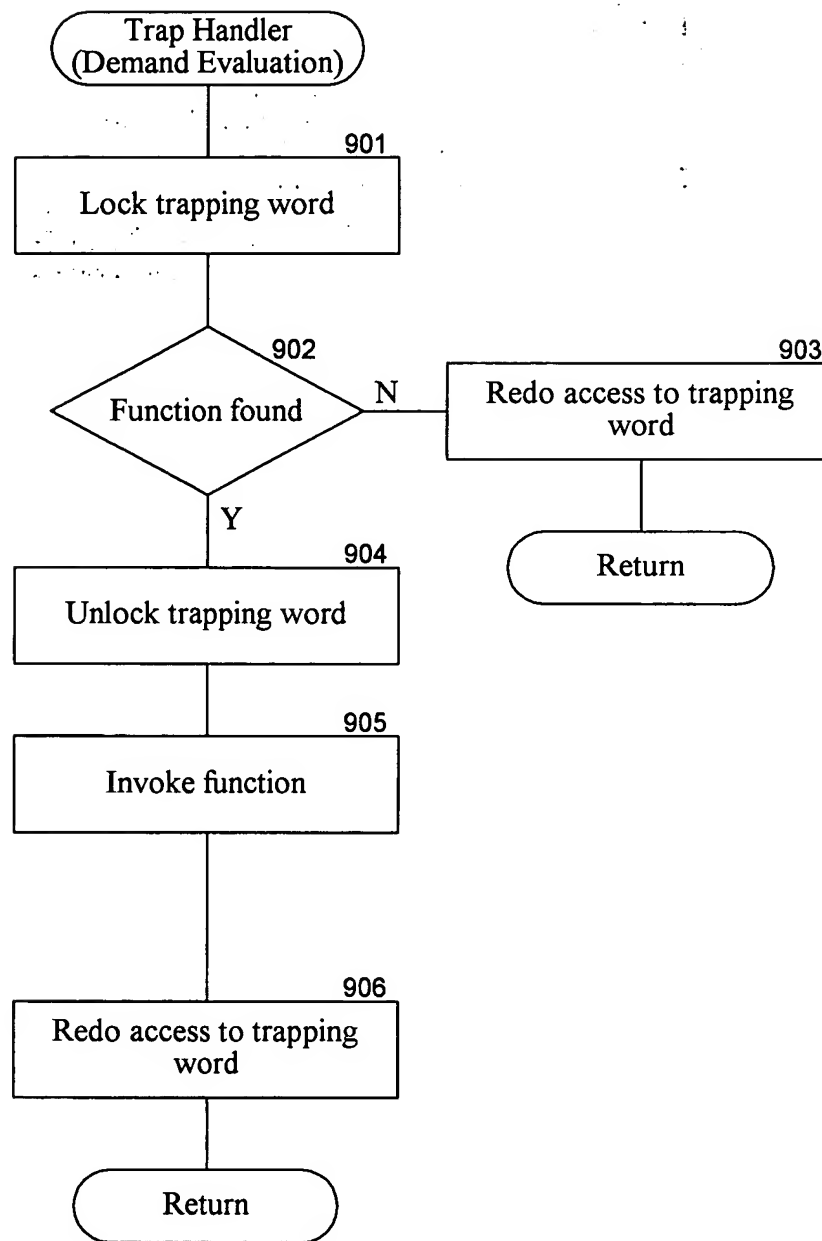 Trap Handler
(Demand Evaluation)
901
Lock trapping word
902
Function found
N
903
Redo access to trapping
word
Return
Y
904
Unlock trapping word
905
Invoke function
906
Redo access to trapping
word
Return